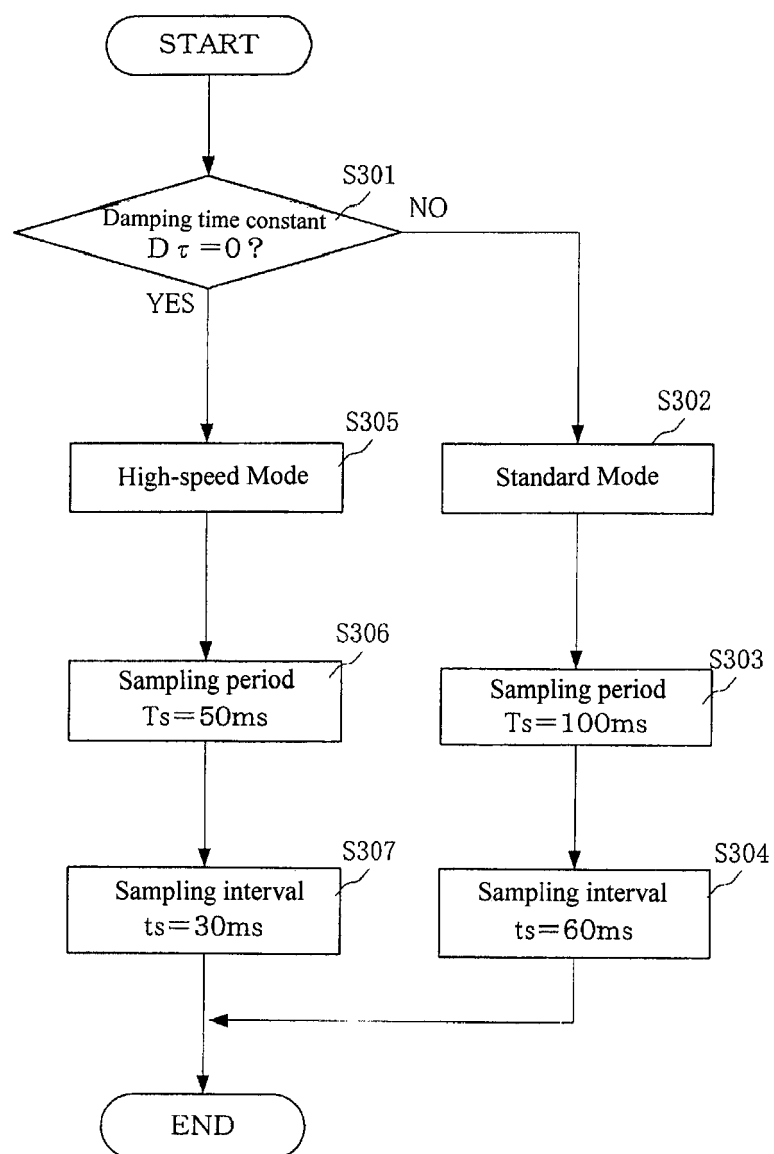 START
S301
Damping time constant
Dτ=0?
NO
YES
S305
High-speed Mode
S302
Standard Mode
S306
Sampling period
Ts=50ms
S303
Sampling period
Ts=100ms
S307
Sampling interval
ts=30ms
S304
Sampling interval
ts=60ms
END